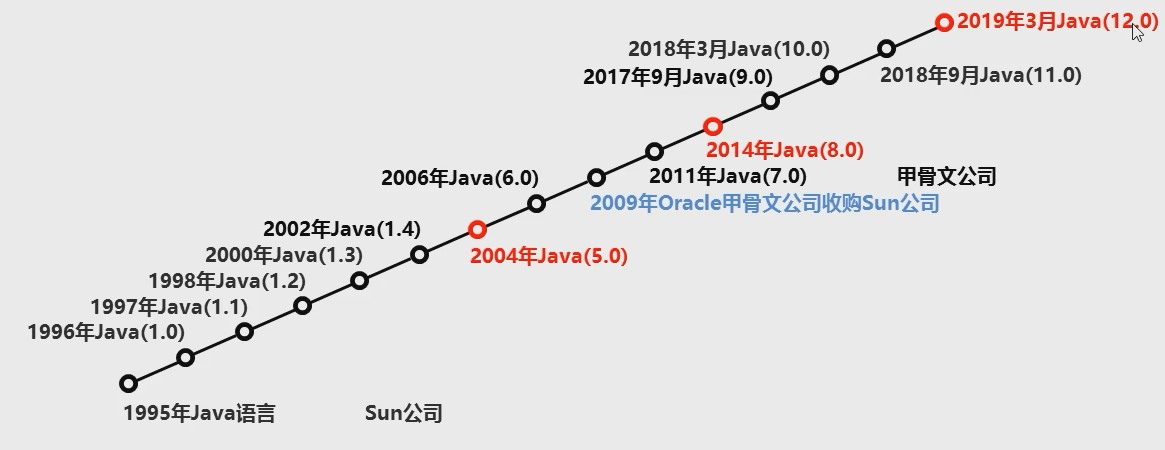 2019年3月Java(12.0)
2018年3月Java(10.0)
2018年9月Java(11.0)
2017年9月Java(9.0)
2014年Java(8.0)
2006年Java(6.0)
2011年Java(7.0)
甲骨文公司
2009年Oracle甲骨文公司收购Sun公司
2002年Java(1.4)
2000年Java(1.3)
2004年Java(5.0)
1998年Java(1.2)
1997年Java(1.1)
1996年Java(1.0)
1995年Java语言
Sun公司